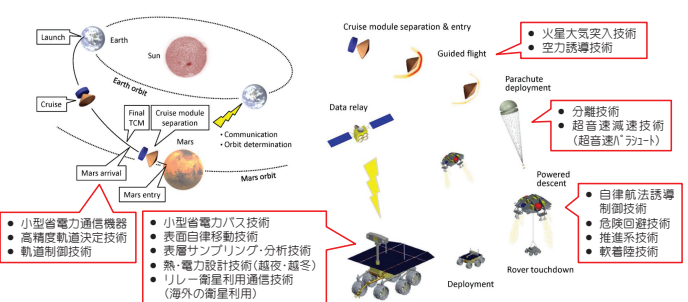 Launch
Earth
Sun
Earth orbit
Cruise
Final
TCM
Cruise module
separation
Mars
• Communication
• Orbit determination
Mars arrival
Mars entry
Mars orbit
• 小型省電力通信機器
• 高精度軌道決定技術
• 軌道制御技術
Cruise module separation & entry
Guided flight
• 火星大気突入技術
• 空力誘導技術
Parachute
deployment
• 分離技術
• 超音速減速技術
(超音速パラシュート)
Data relay
Powered
descent
• 自律航法誘導
制御技術
• 危険回避技術
• 推進系技術
• 軟着陸技術
Rover touchdown
Deployment
• 小型省電力バス技術
• 表面自律移動技術
• 表層サンプリング・分析技術
• 熱・電力設計技術(越夜・越冬)
• リレー衛星利用通信技術
(海外の衛星利用)